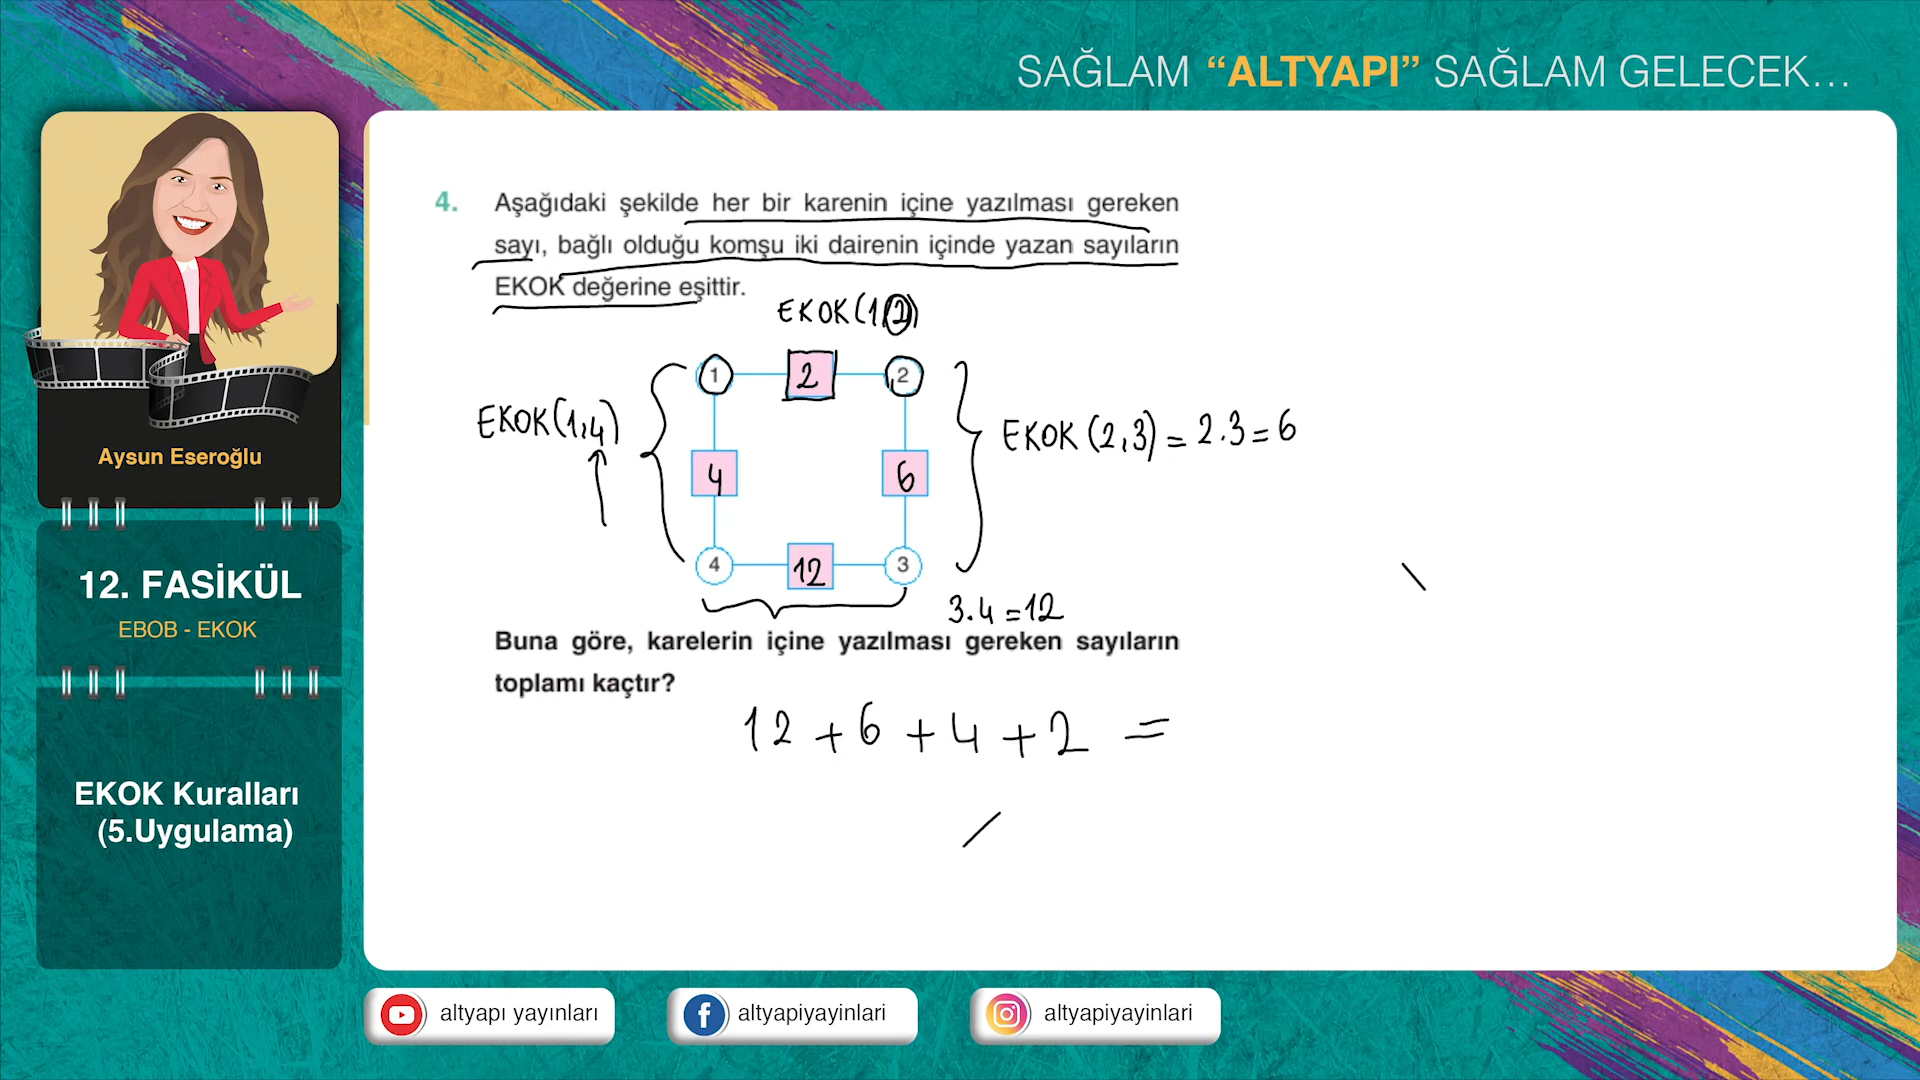 SAĞLAM “ALTYAPI” SAĞLAM GELECEK...
Aysun Eseroğlu
12. FASİKÜL
EBOB - EKOK
EKOK Kuralları
(5.Uygulama)
4. Aşağıdaki şekilde her bir karenin içine yazılması gereken
sayı, bağlı olduğu komşu iki dairenin içinde yazan sayıların
EKOK değerine eşittir.
EKOK(1,2)
1 2 2
EKOK(1,4)
EKOK(2,3) = 2.3 = 6
4 6
4 12 3
3.4 = 12
Buna göre, karelerin içine yazılması gereken sayıların
toplamı kaçtır?
12 + 6 + 4 + 2 =
altyapı yayınları
altyapiyayinlari
altyapiyayinlari